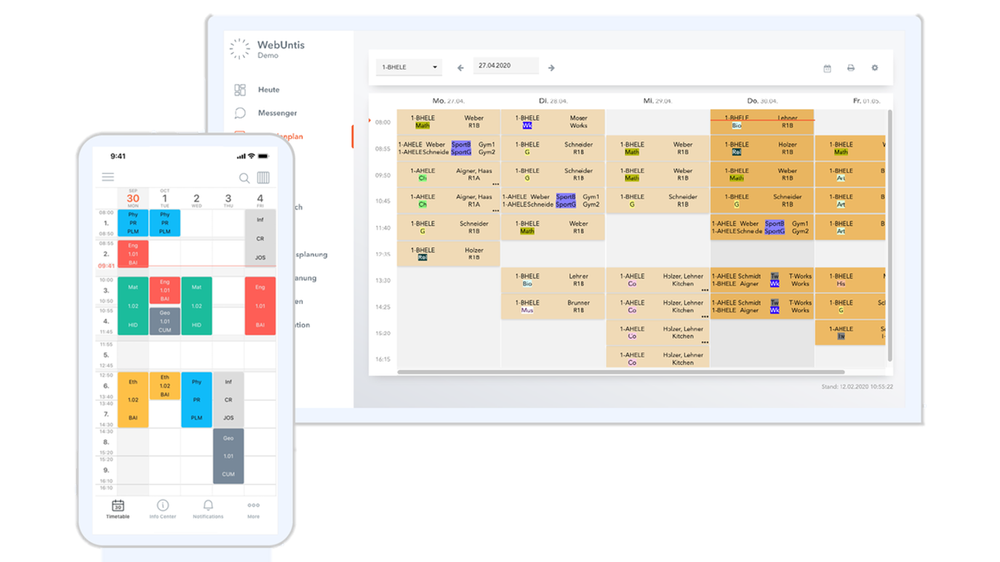 WebUntis
Demo
Heute
Messenger
nplan
ch
splanung
anung
en
tion
1-BHELE
27.04.2020
Mo. 27.04. Di. 28.04. Mi. 29.04. Do. 30.04. Fr. 01.05.
08:00
1-BHELE Weber
Math R1B
1-BHELE Moser
Wk Works
1-BHELE Lehner
Bio R1B
08:55
1-AHELE Weber SportB Gym1
1-AHELE Schneide SportG Gym2
1-BHELE Schneider
G R1B
1-BHELE Weber
Math R1B
1-BHELE Holzer
Rel R1B
1-BHELE
Math
09:50
1-AHELE Aigner, Haas
Ch R1A
1-BHELE Schneider
G R1B
1-BHELE Weber
Math R1B
1-BHELE Weber
Math R1B
1-BHELE B
Art
10:45
1-AHELE Aigner, Haas
Ch R1A
1-AHELE Weber SportB Gym1
1-AHELE Schneide SportG Gym2
1-BHELE Schneider
G R1B
1-BHELE Schneider
G R1B
1-BHELE B
Art
11:40
1-BHELE Schneider
G R1B
1-BHELE Weber
Math R1B
1-AHELE Weber SportB Gym1
1-AHELE Schneide SportG Gym2
1-BHELE B
Art
12:35
1-BHELE Holzer
Rel R1B
13:30
1-BHELE Lehrer
Bio R1B
1-AHELE Holzer, Lehner
Co Kitchen
1-AHELE Schmidt Tw T-Works
1-BHELE Aigner Wk Works
1-BHELE
His
14:25
1-BHELE Brunner
Mus R1B
1-AHELE Holzer, Lehner
Co Kitchen
1-AHELE Schmidt Tw T-Works
1-BHELE Aigner Wk Works
1-BHELE Sc
G
15:20
1-AHELE Holzer, Lehner
Co Kitchen
1-AHELE
Tw
16:15
1-AHELE Holzer, Lehner
Co Kitchen
Stand: 12.02.2020 10:55:22
9:41
SEP OCT
30 1 2 3 4
MON TUE WED THU FRI
08:00
1.
08:50
Phy
PR
PLM
Phy
PR
PLM
Inf
CR
JOS
08:55
2.
09:41
Eng
1.01
BAI
10:00
3.
10:50
Mat
1.02
HID
Eng
1.01
BAI
Mat
1.02
HID
Eng
1.01
BAI
10:55
4.
11:45
Geo
1.01
CUM
11:55
5.
12:45
12:50
6.
13:40
Eth
1.02
BAI
Eth
1.02
BAI
Phy
PR
PLM
Inf
CR
JOS
13:40
7.
14:30
14:30
8.
15:20
Geo
1.01
CUM
15:20
9.
16:10
16:10
30
Timetable Info Center Notifications More